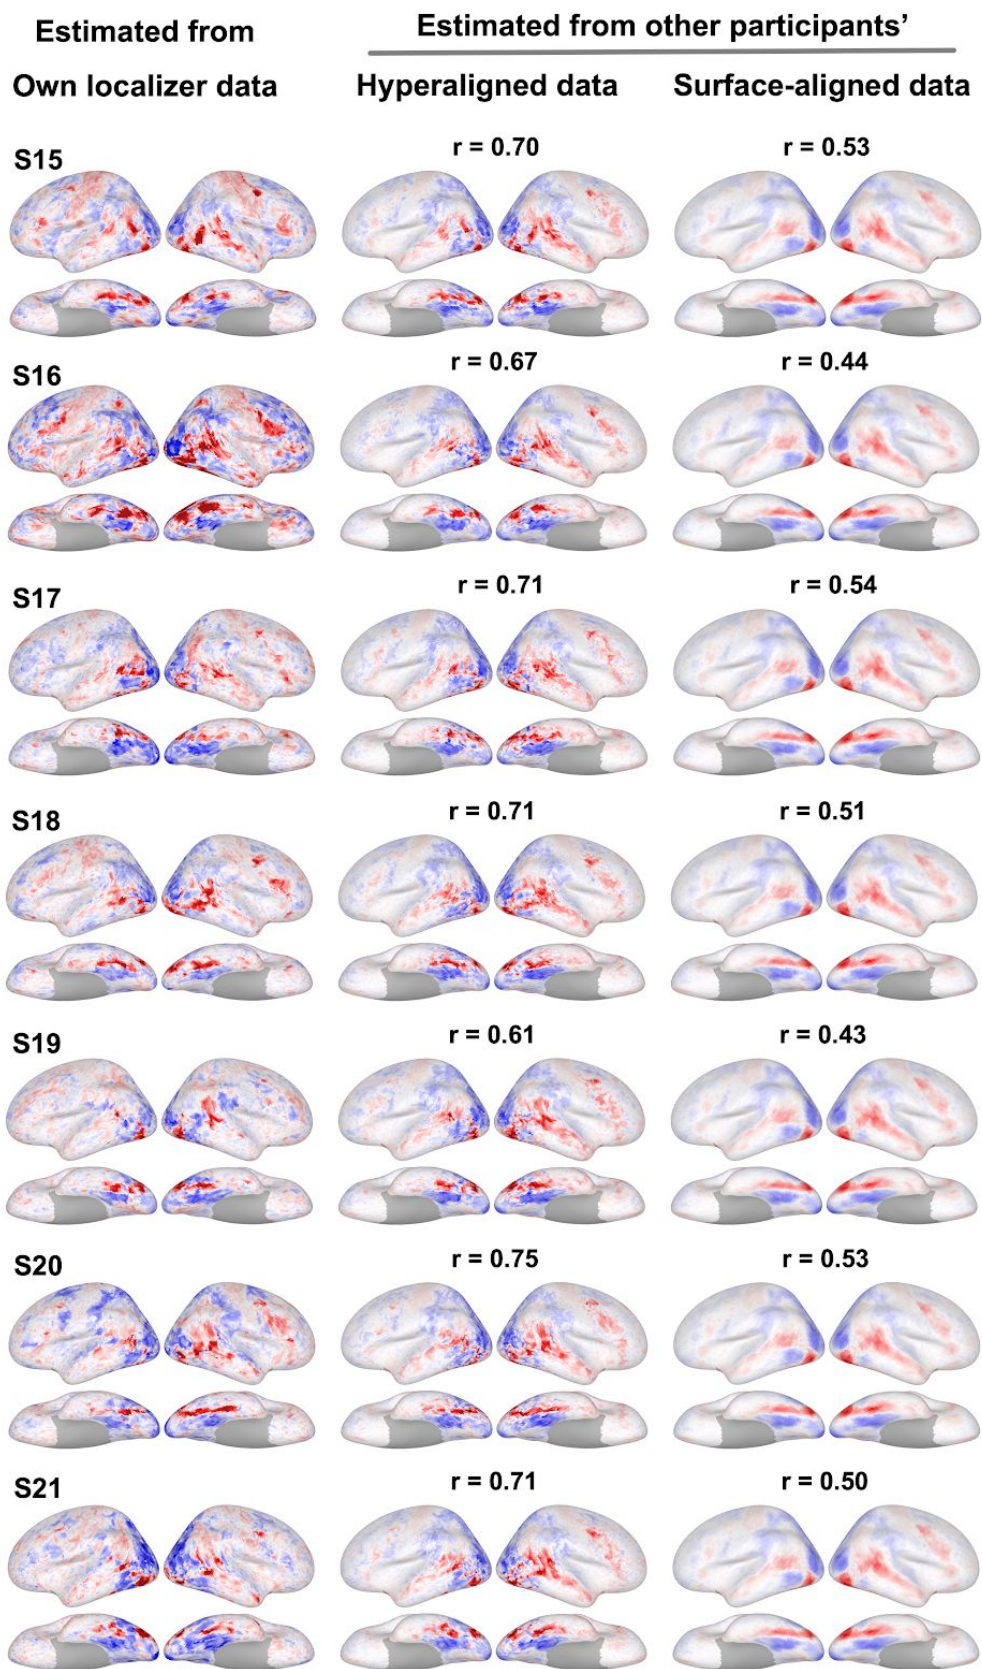 Estimated from
Estimated from other participants’
Own localizer data
Hyperaligned data
Surface-aligned data
S15
r = 0.70
r = 0.53
S16
r = 0.67
r = 0.44
S17
r = 0.71
r = 0.54
S18
r = 0.71
r = 0.51
S19
r = 0.61
r = 0.43
S20
r = 0.75
r = 0.53
S21
r = 0.71
r = 0.50